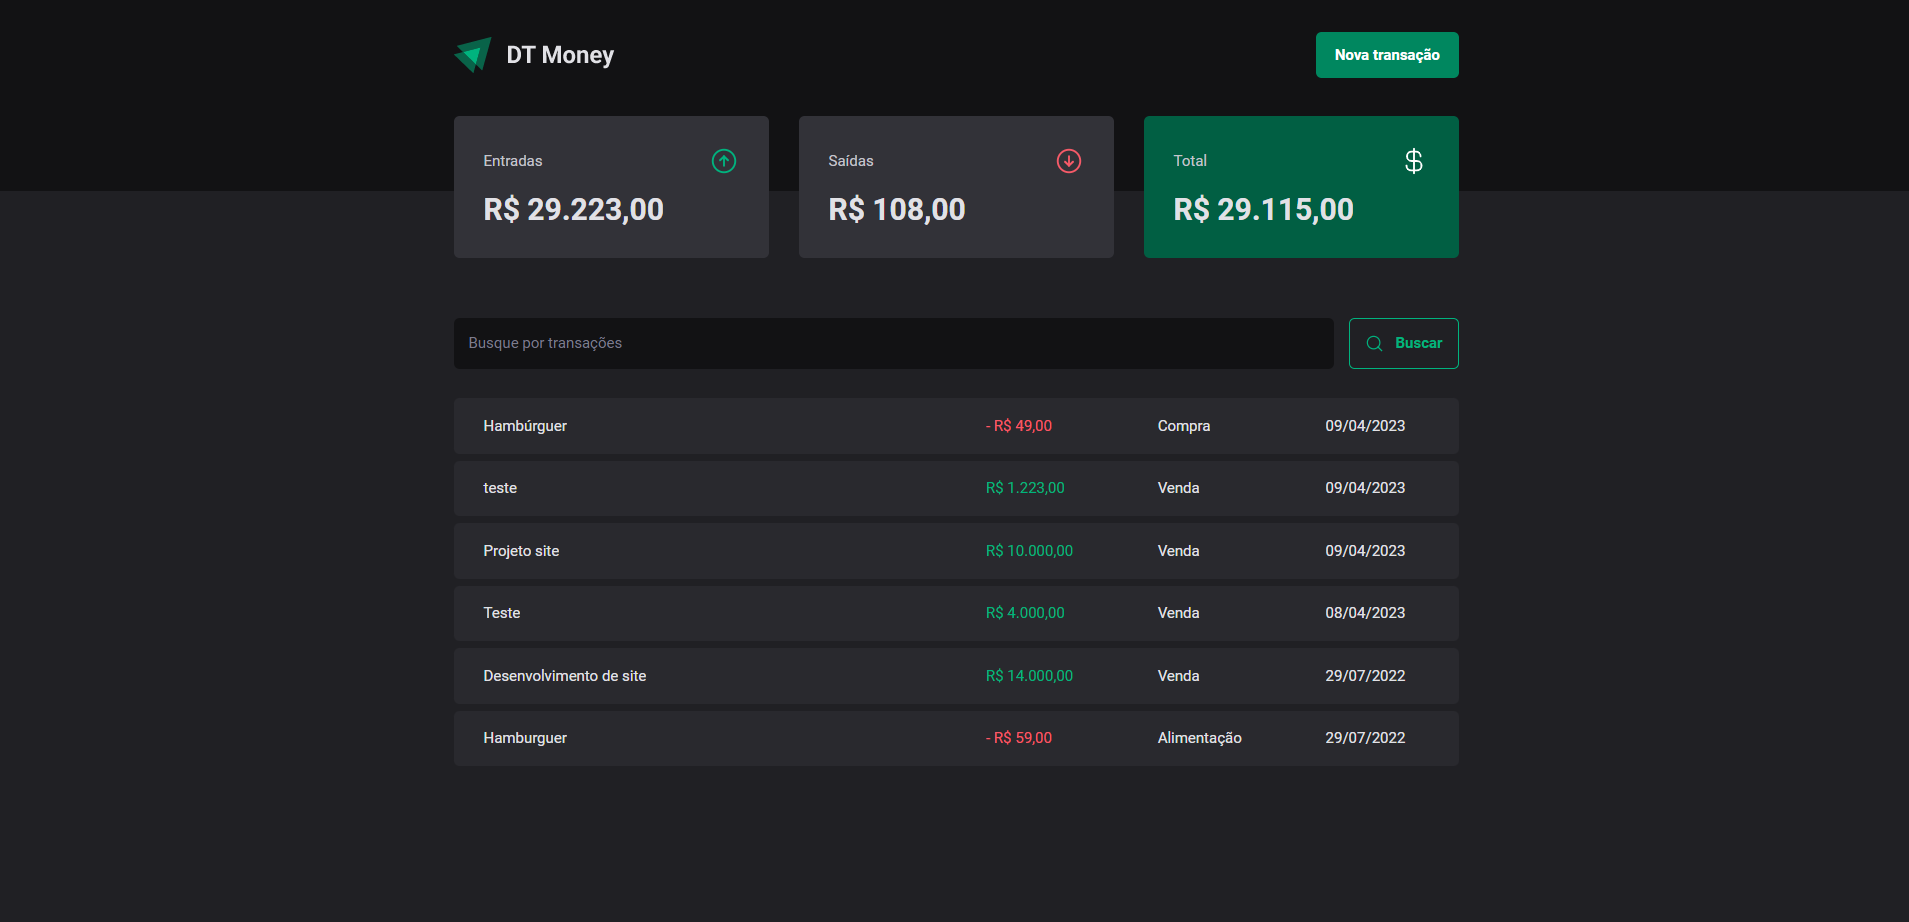 DT Money
Nova transação
Entradas
R$ 29.223,00
Saídas
R$ 108,00
Total
R$ 29.115,00
Busque por transações
Buscar
Hambúrguer - R$ 49,00 Compra 09/04/2023
teste R$ 1.223,00 Venda 09/04/2023
Projeto site R$ 10.000,00 Venda 09/04/2023
Teste R$ 4.000,00 Venda 08/04/2023
Desenvolvimento de site R$ 14.000,00 Venda 29/07/2022
Hamburguer - R$ 59,00 Alimentação 29/07/2022